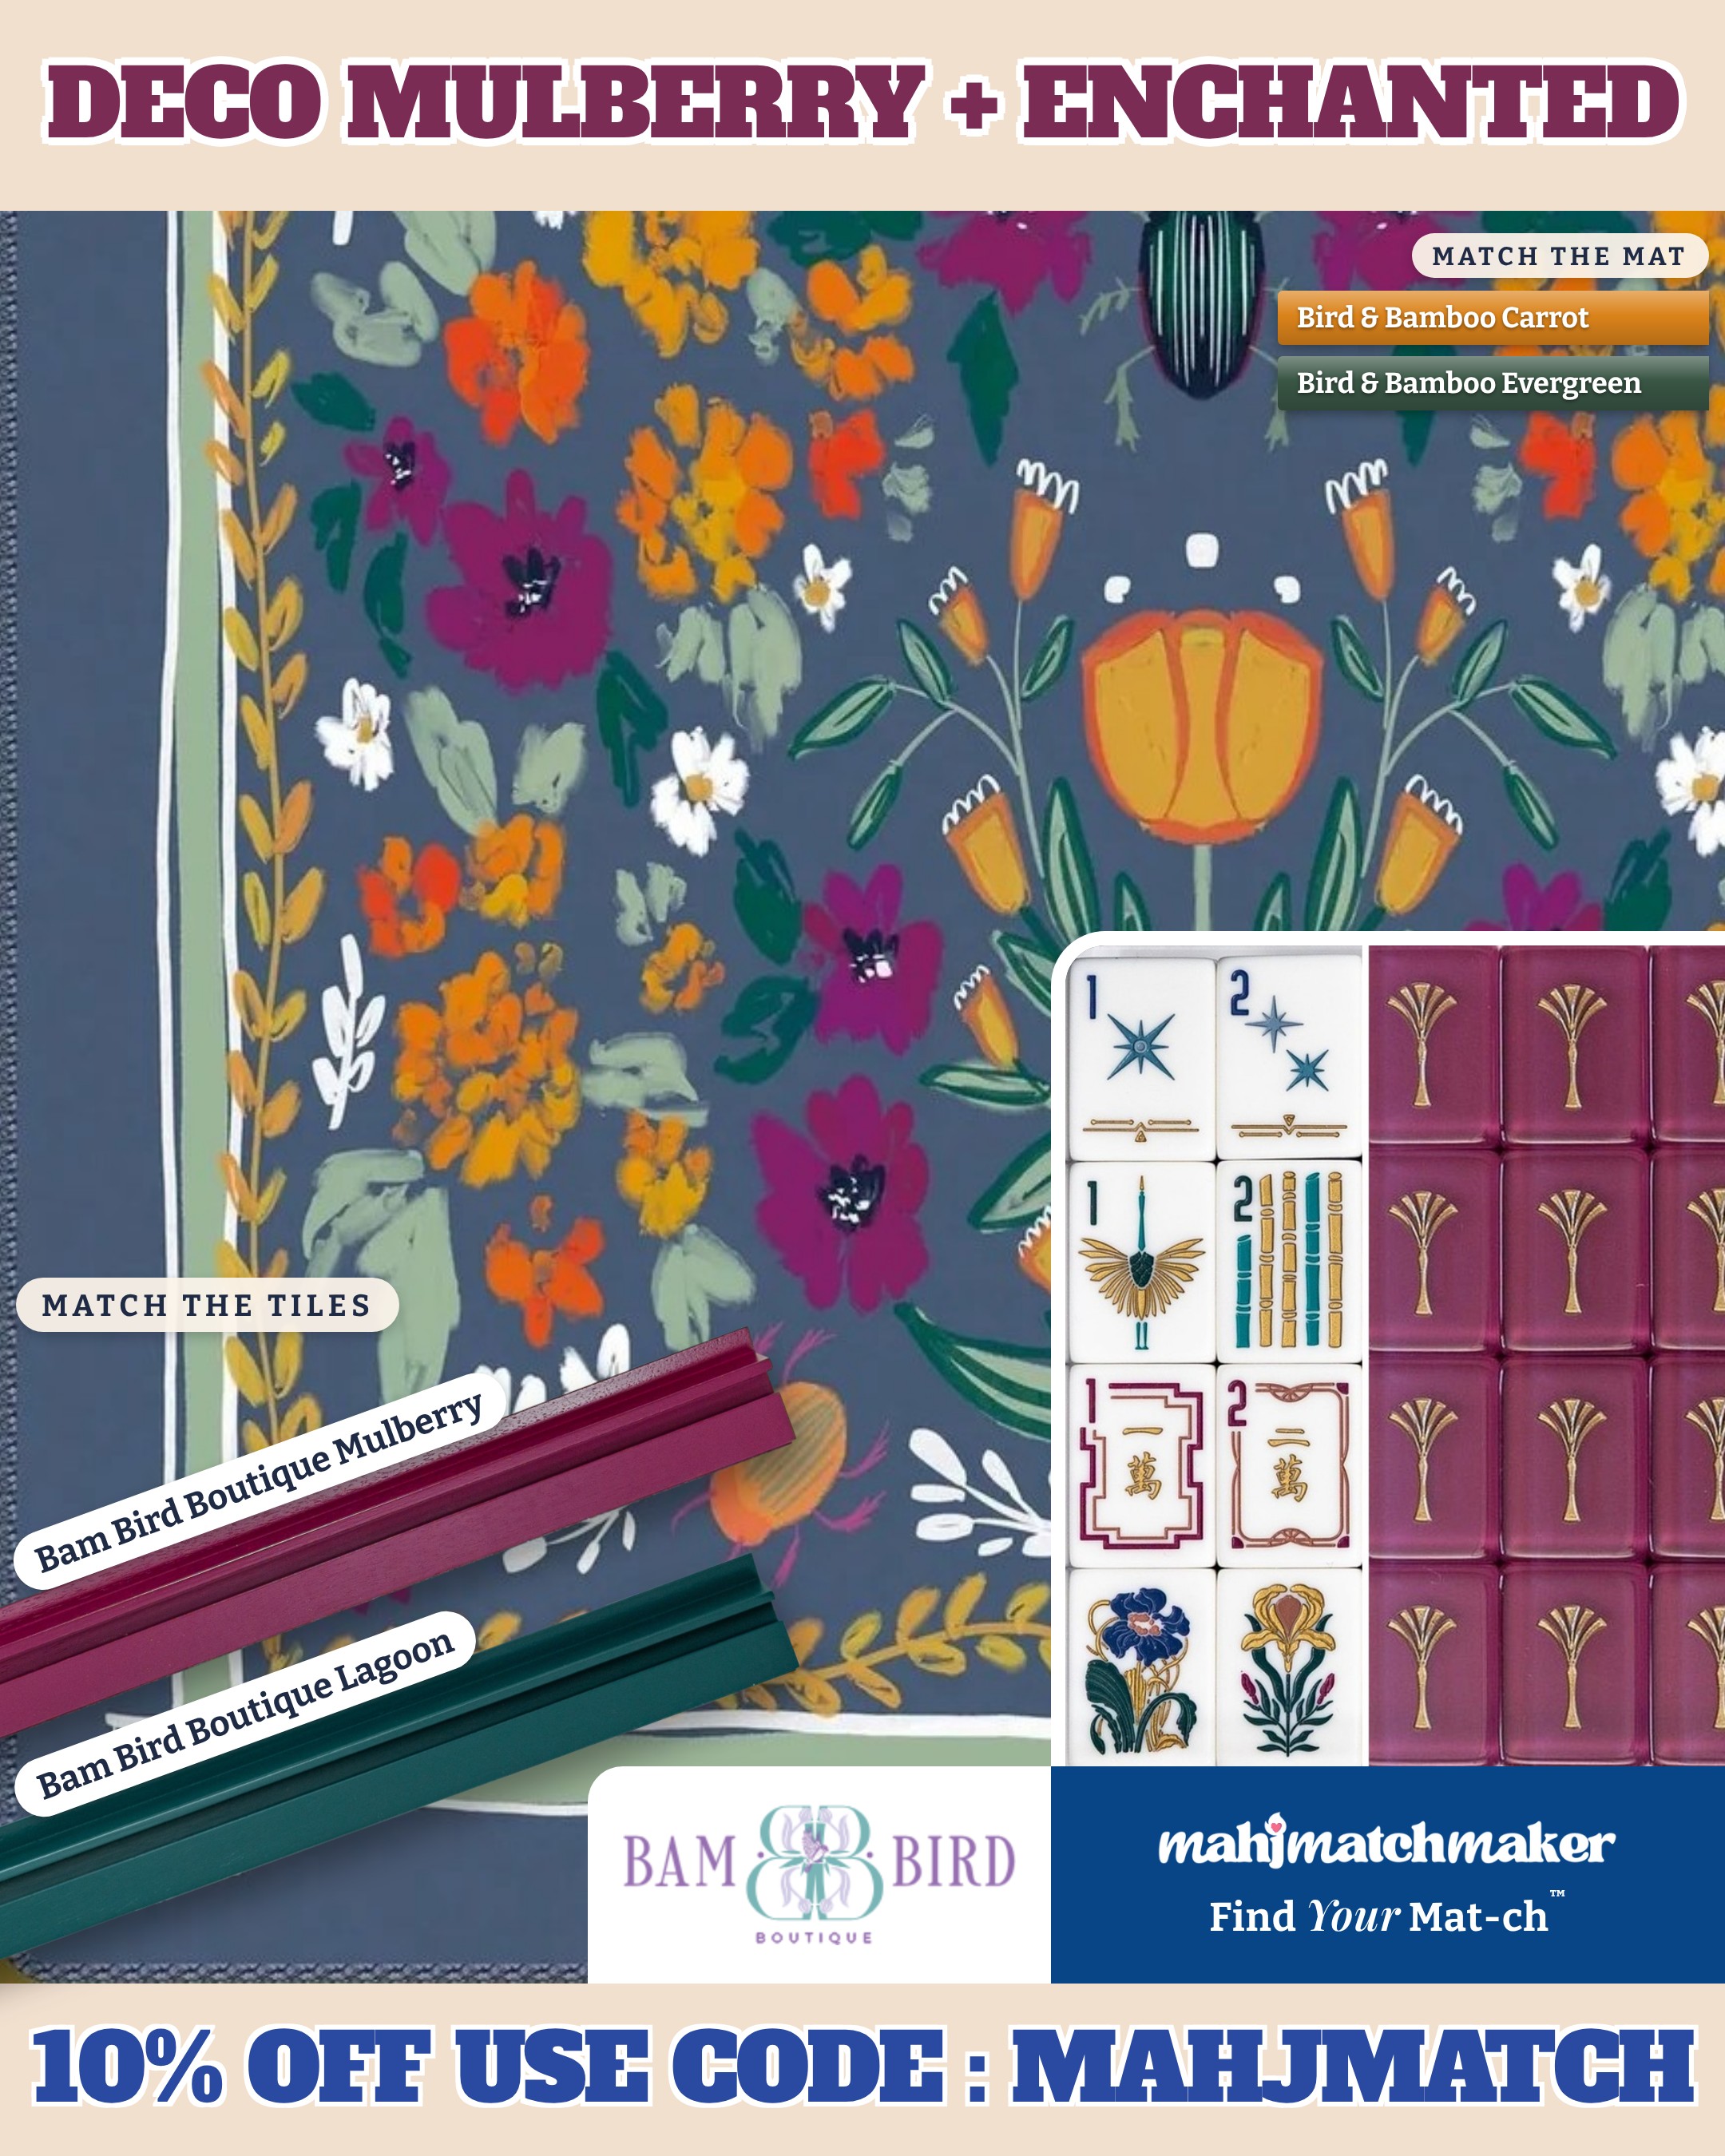 DECO MULBERRY + ENCHANTED
MATCH THE MAT
Bird & Bamboo Carrot
Bird & Bamboo Evergreen
1
2
1
2
MATCH THE TILES
1
一
萬
2
二
萬
Bam Bird Boutique Mulberry
Bam Bird Boutique Lagoon
BAM BIRD
BOUTIQUE
mahjmatchmaker
Find Your Mat-ch™
10% OFF USE CODE : MAHJMATCH